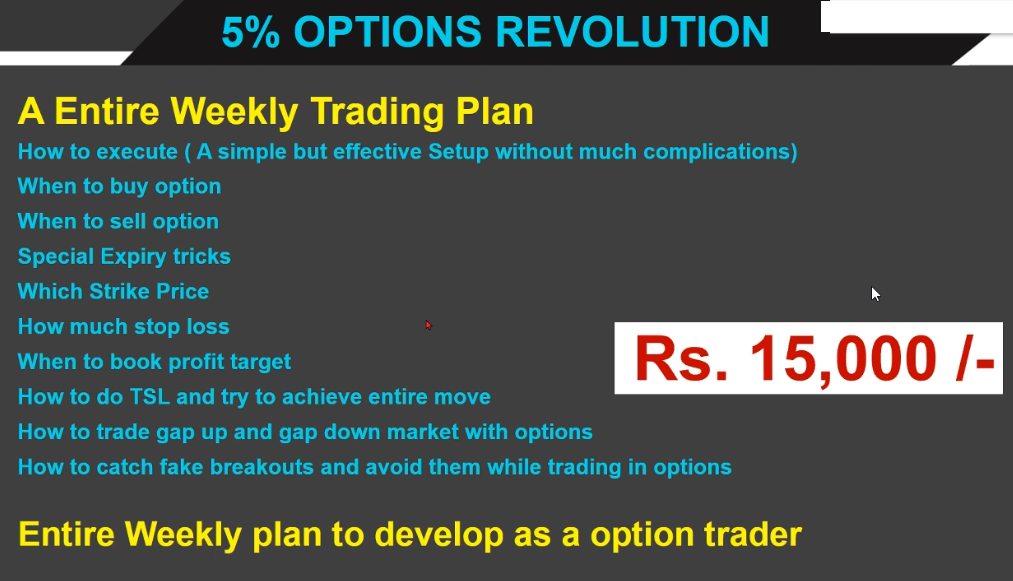 5% OPTIONS REVOLUTION
A Entire Weekly Trading Plan
How to execute ( A simple but effective Setup without much complications)
When to buy option
When to sell option
Special Expiry tricks
Which Strike Price
How much stop loss
When to book profit target
How to do TSL and try to achieve entire move
How to trade gap up and gap down market with options
How to catch fake breakouts and avoid them while trading in options
Rs. 15,000 /-
Entire Weekly plan to develop as a option trader